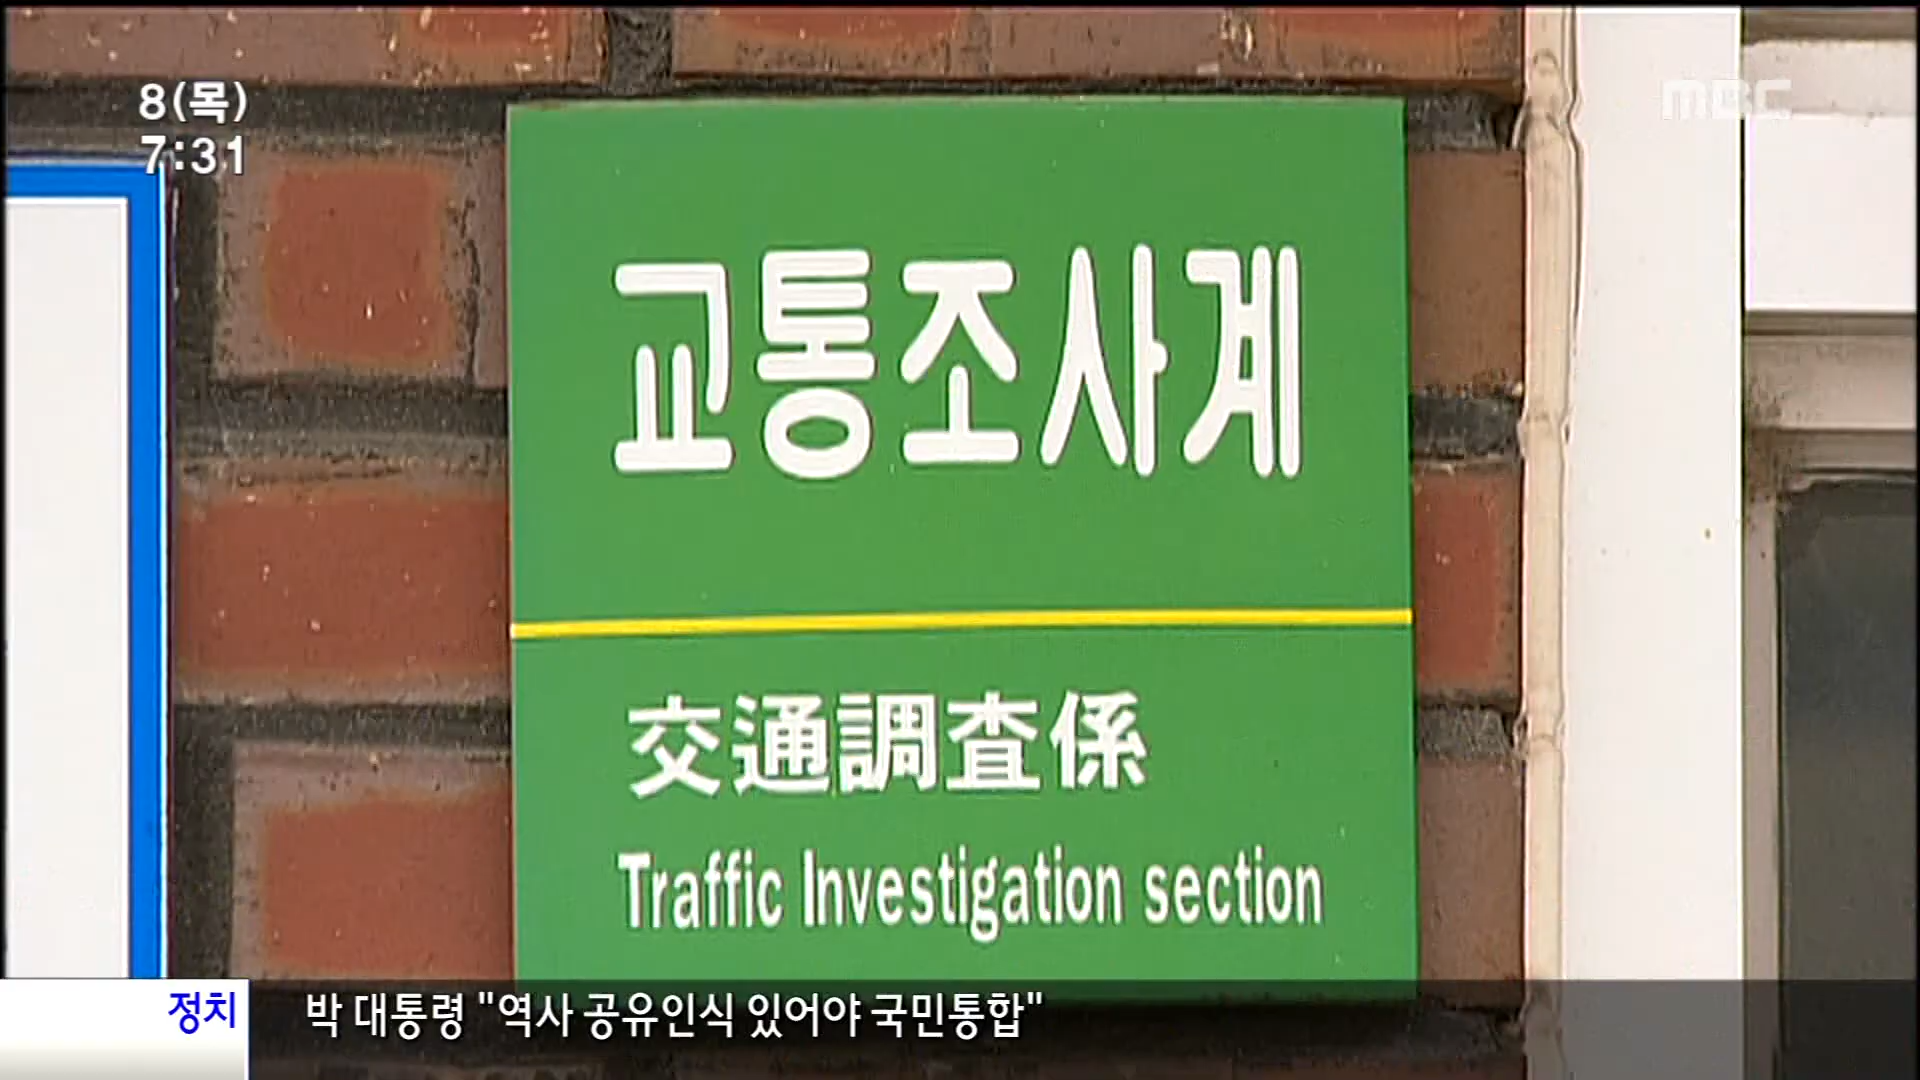 8(목)
7:31
MBC
교통조사계
交通調査係
Traffic Investigation section
정치
박 대통령 "역사 공유인식 있어야 국민통합"